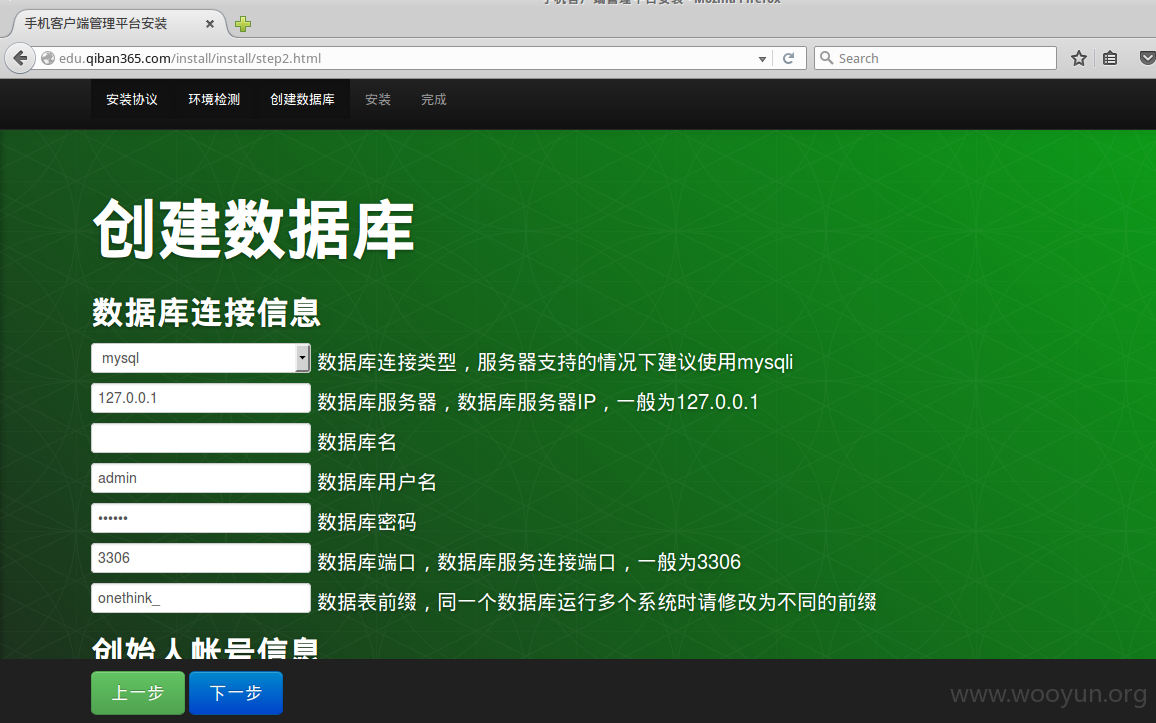 手机客户端管理平台安装 - Mozilla Firefox
手机客户端管理平台安装
edu.qiban365.com/install/install/step2.html
Search
安装协议 环境检测 创建数据库 安装 完成
创建数据库
数据库连接信息
mysql 数据库连接类型，服务器支持的情况下建议使用mysqli
127.0.0.1 数据库服务器，数据库服务器IP，一般为127.0.0.1
数据库名
admin 数据库用户名
•••••• 数据库密码
3306 数据库端口，数据库服务连接端口，一般为3306
onethink_ 数据表前缀，同一个数据库运行多个系统时请修改为不同的前缀
创始人帐号信息
上一步 下一步
www.wooyun.org